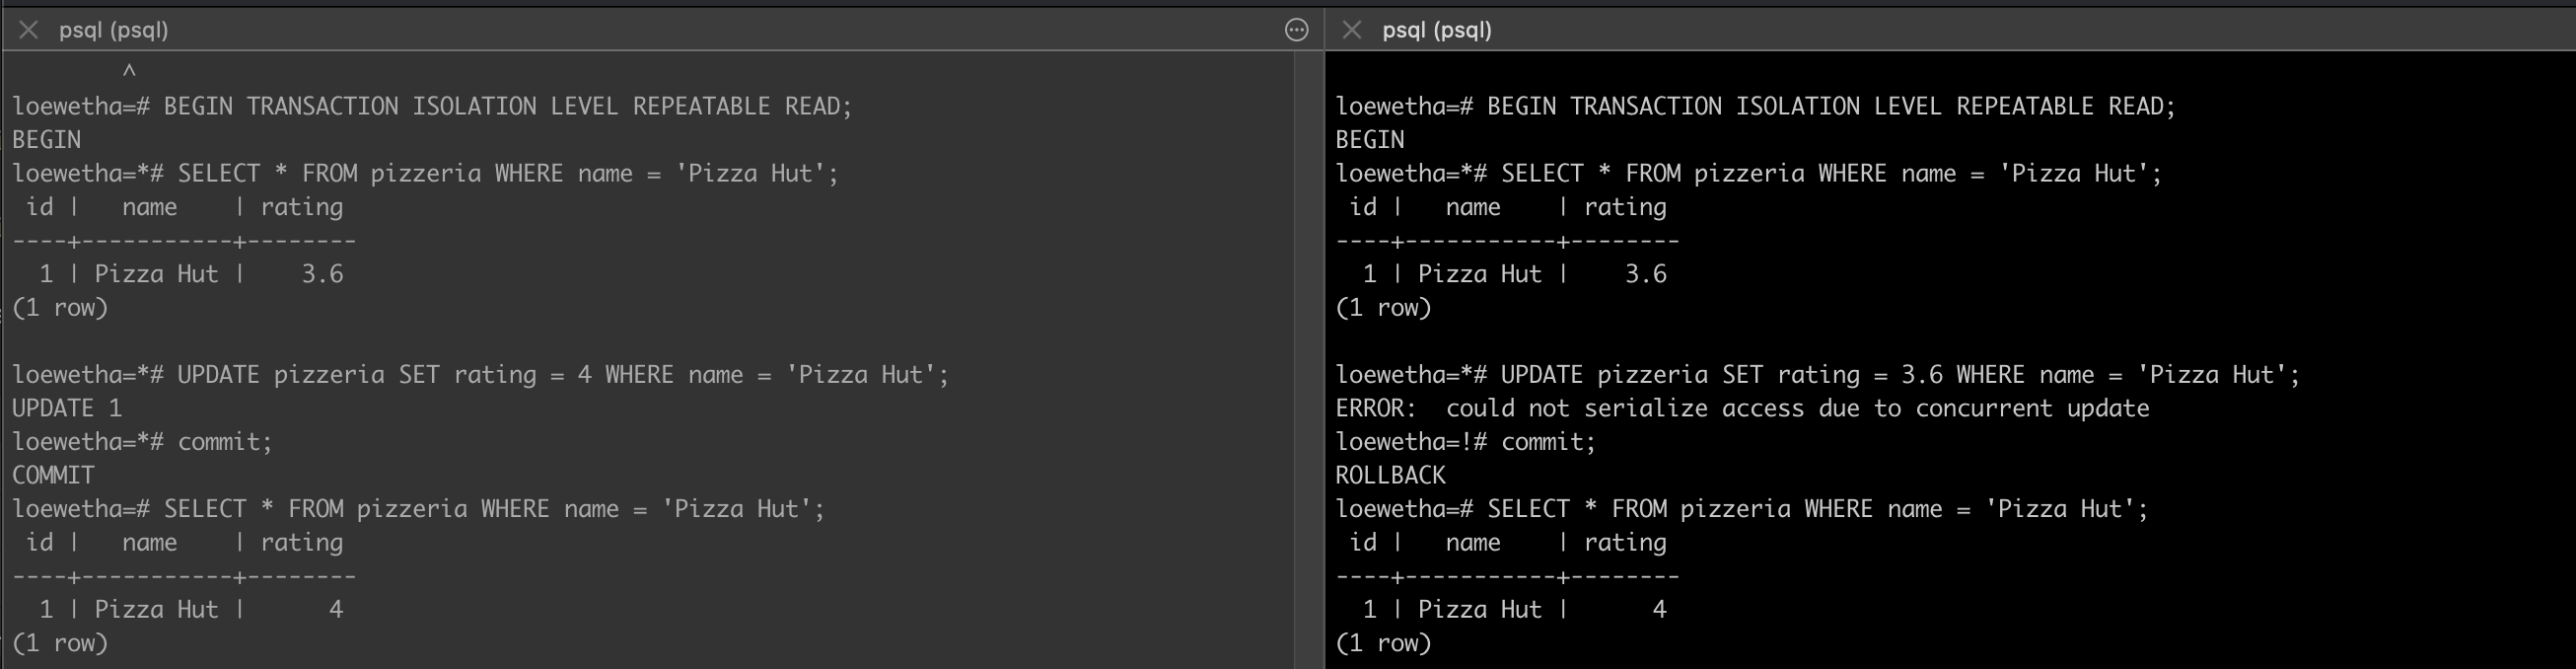 psql (psql)
^
loewetha=# BEGIN TRANSACTION ISOLATION LEVEL REPEATABLE READ;
BEGIN
loewetha=*# SELECT * FROM pizzeria WHERE name = 'Pizza Hut';
 id |   name    | rating
----+-----------+--------
  1 | Pizza Hut |    3.6
(1 row)
loewetha=*# UPDATE pizzeria SET rating = 4 WHERE name = 'Pizza Hut';
UPDATE 1
loewetha=*# commit;
COMMIT
loewetha=# SELECT * FROM pizzeria WHERE name = 'Pizza Hut';
 id |   name    | rating
----+-----------+--------
  1 | Pizza Hut |      4
(1 row)
psql (psql)
loewetha=# BEGIN TRANSACTION ISOLATION LEVEL REPEATABLE READ;
BEGIN
loewetha=*# SELECT * FROM pizzeria WHERE name = 'Pizza Hut';
 id |   name    | rating
----+-----------+--------
  1 | Pizza Hut |    3.6
(1 row)
loewetha=*# UPDATE pizzeria SET rating = 3.6 WHERE name = 'Pizza Hut';
ERROR:  could not serialize access due to concurrent update
loewetha=!# commit;
ROLLBACK
loewetha=# SELECT * FROM pizzeria WHERE name = 'Pizza Hut';
 id |   name    | rating
----+-----------+--------
  1 | Pizza Hut |      4
(1 row)